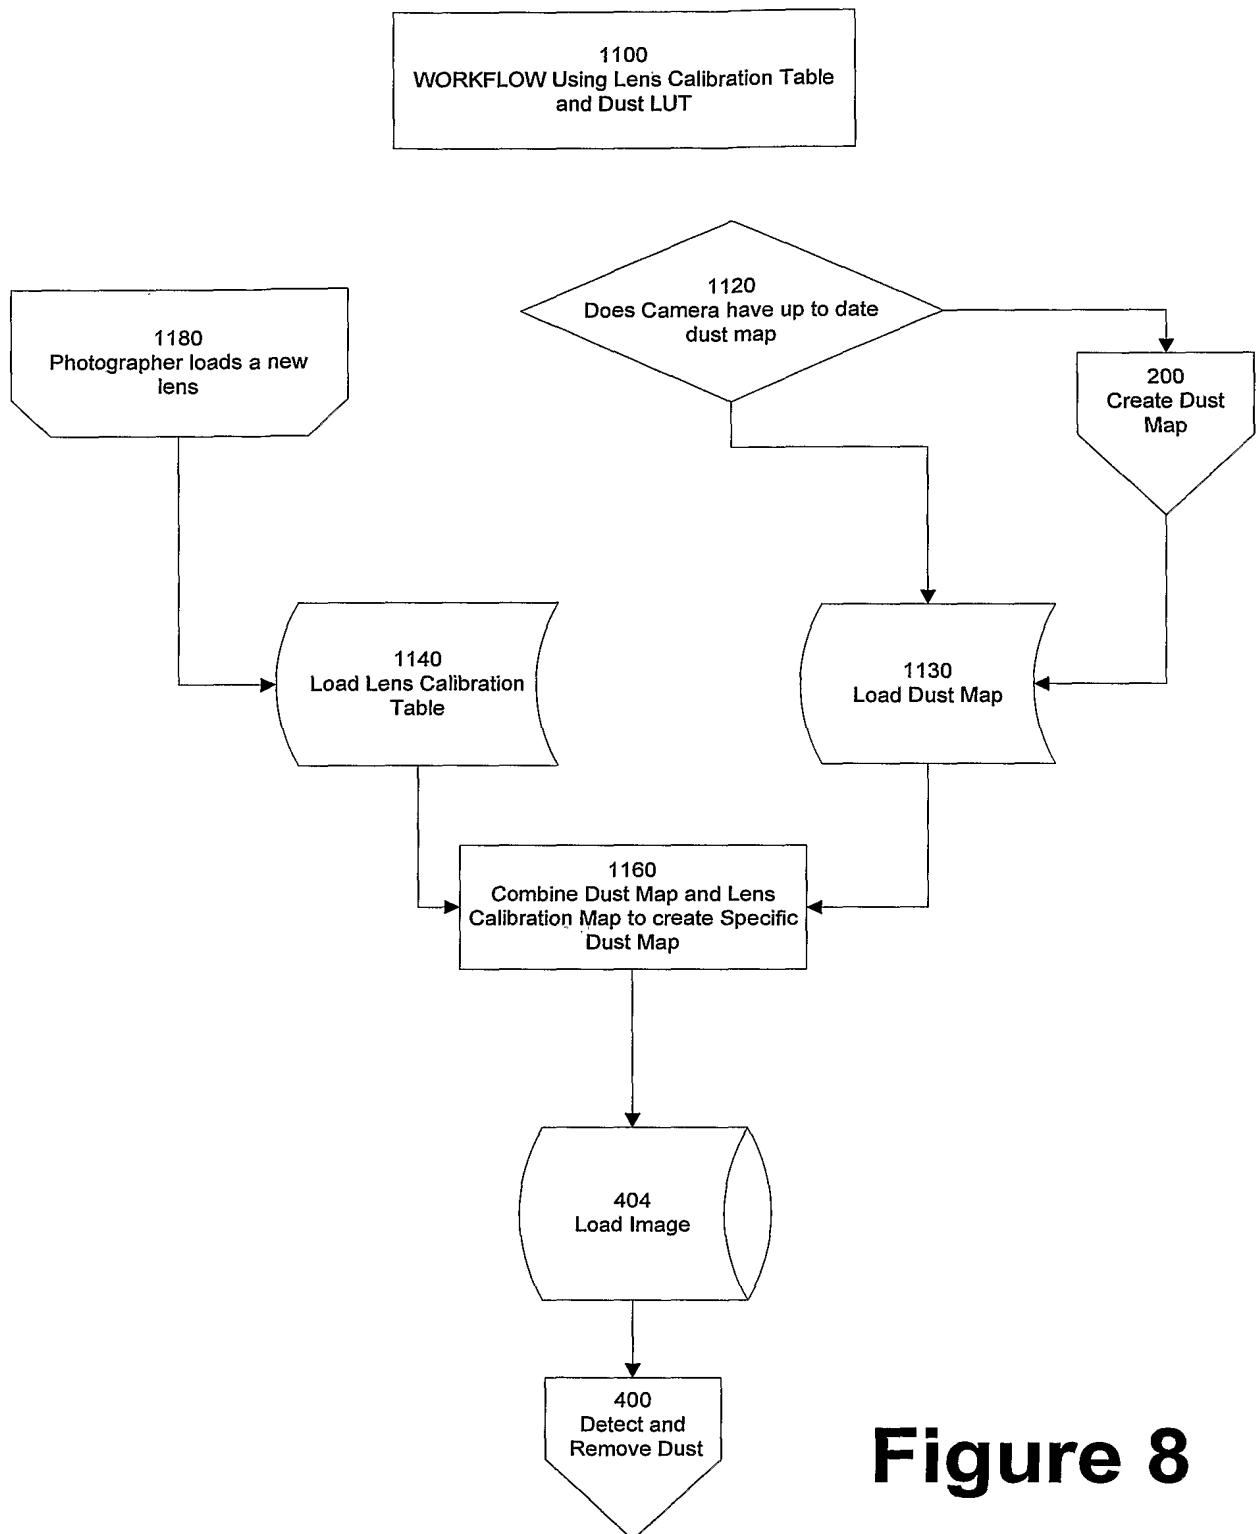 1100
WORKFLOW Using Lens Calibration Table
and Dust LUT
1120
Does Camera have up to date
dust map
1180
Photographer loads a new
lens
200
Create Dust
Map
1140
Load Lens Calibration
Table
1130
Load Dust Map
1160
Combine Dust Map and Lens
Calibration Map to create Specific
Dust Map
404
Load Image
400
Detect and
Remove Dust
Figure 8